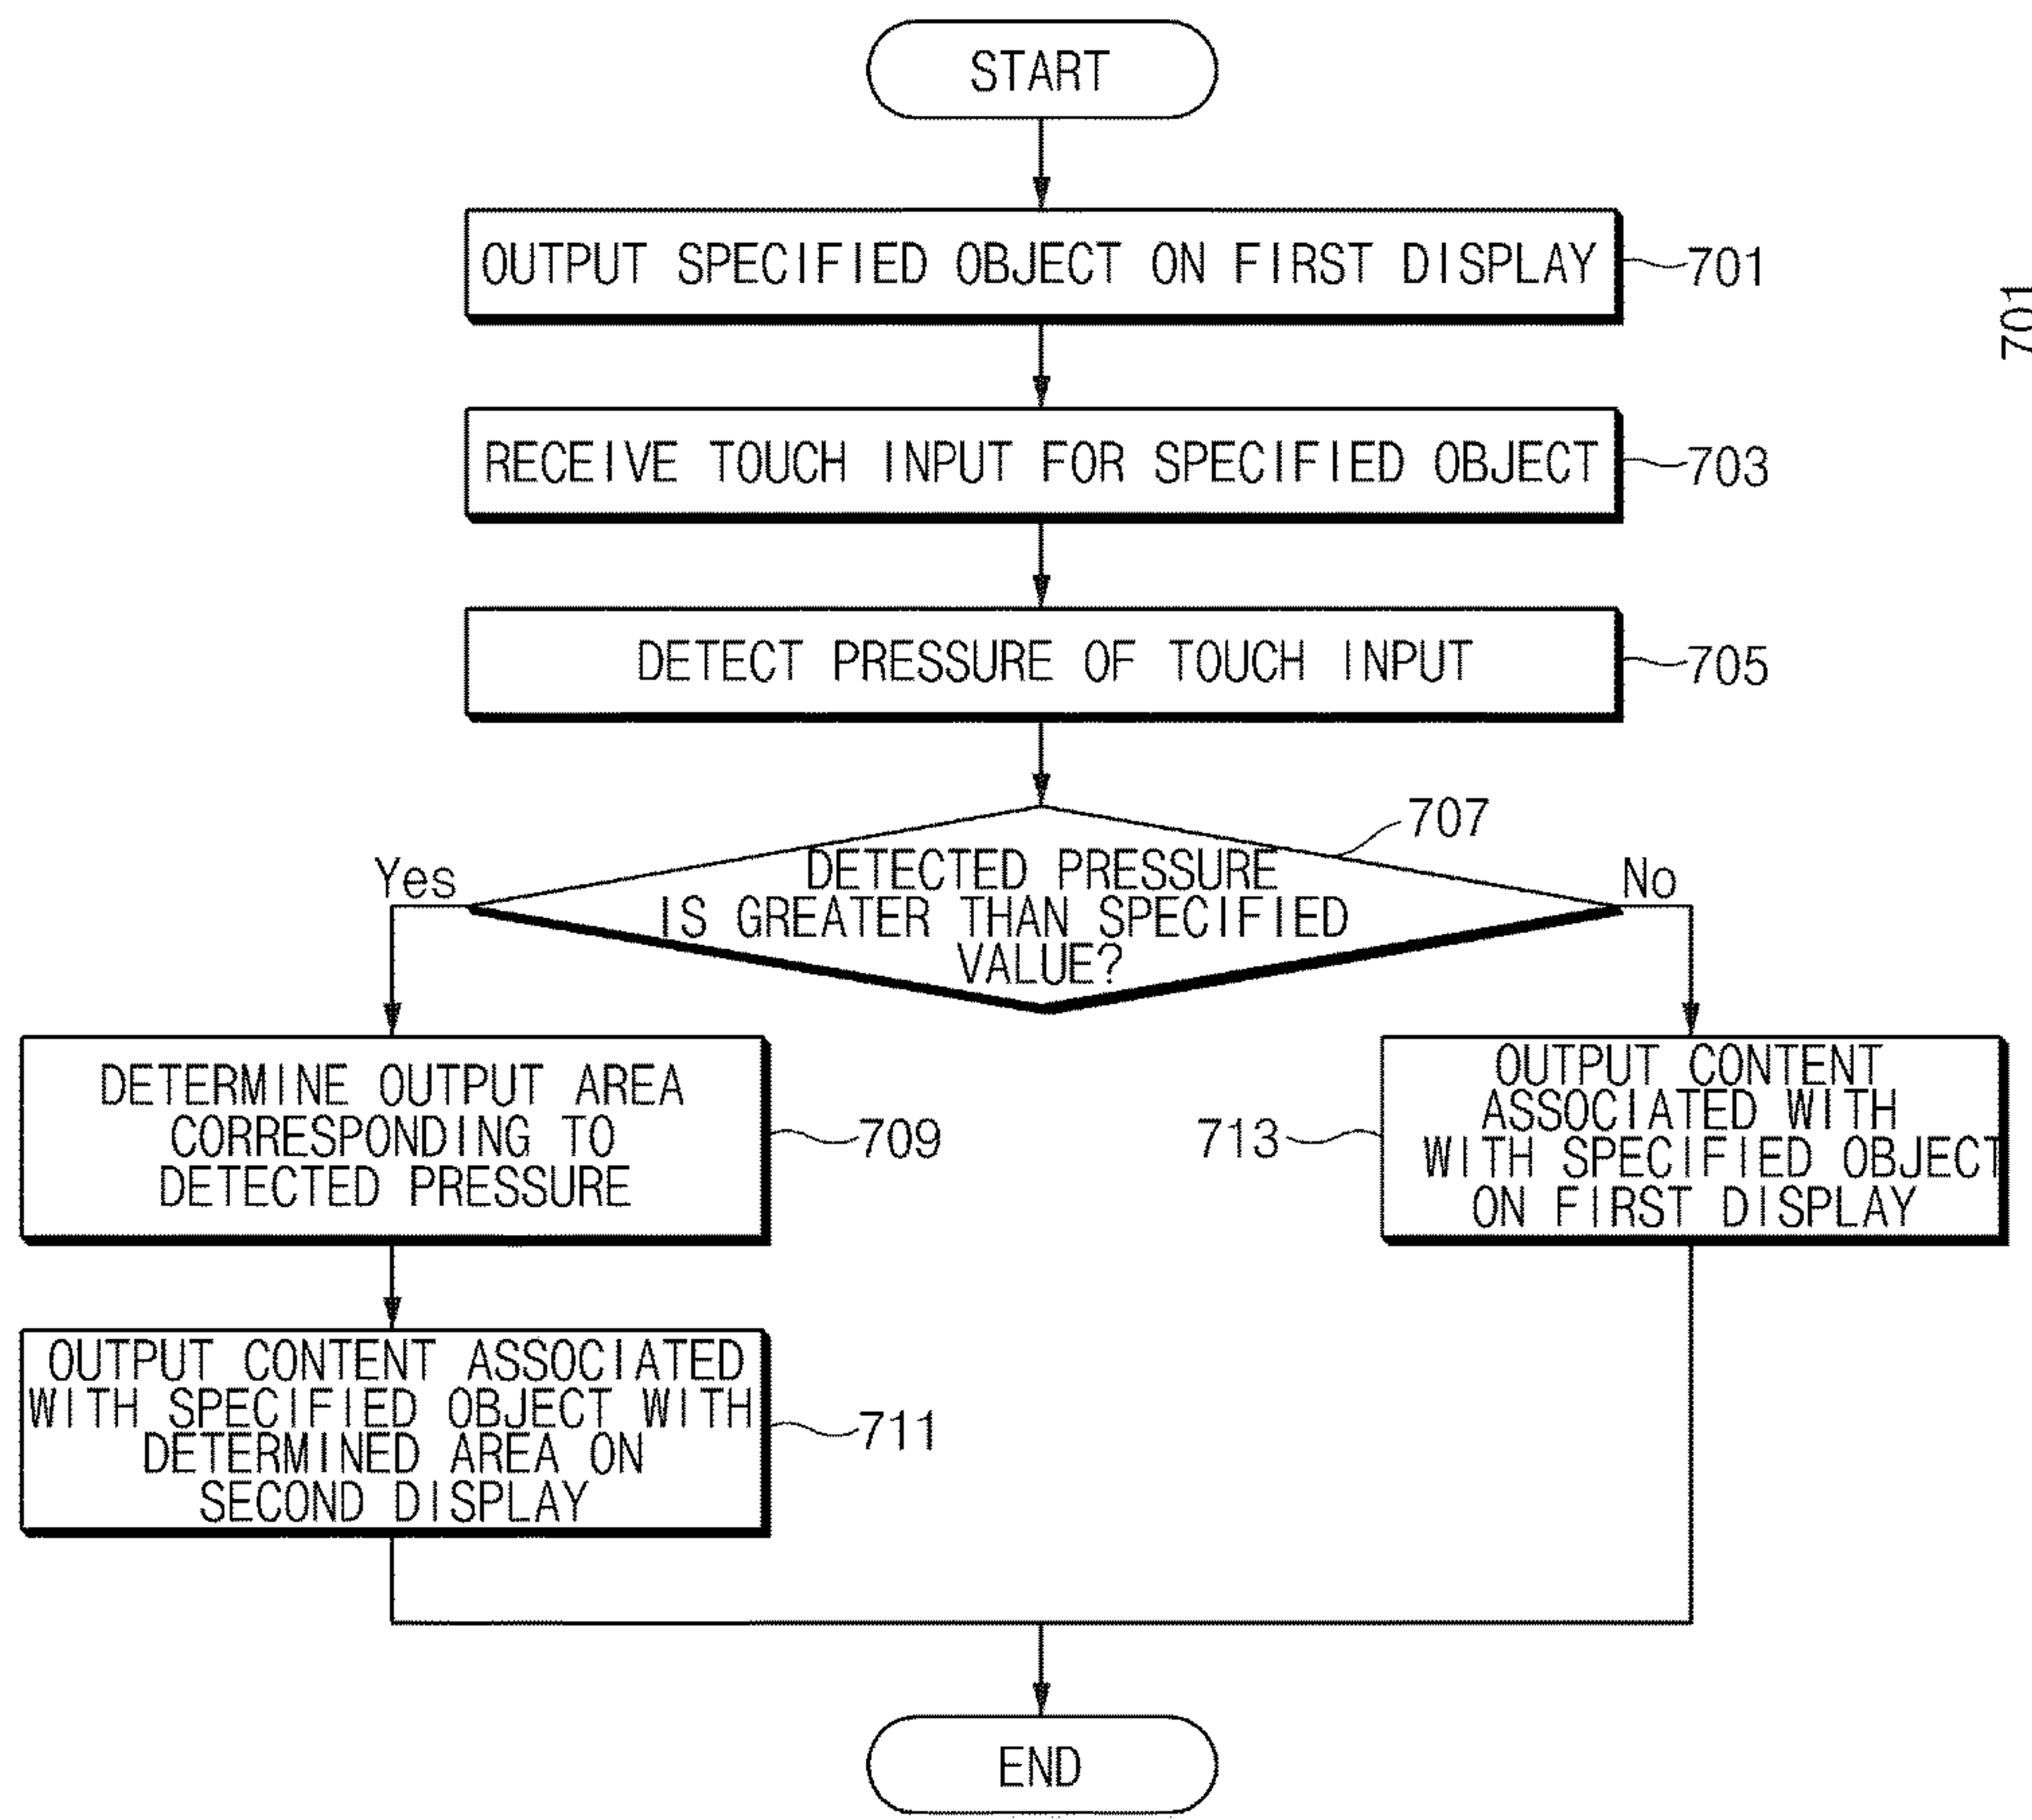 START
OUTPUT SPECIFIED OBJECT ON FIRST DISPLAY
701
701
RECEIVE TOUCH INPUT FOR SPECIFIED OBJECT
703
DETECT PRESSURE OF TOUCH INPUT
705
707
Yes
DETECTED PRESSURE
IS GREATER THAN SPECIFIED
VALUE?
No
DETERMINE OUTPUT AREA
CORRESPONDING TO
DETECTED PRESSURE
709
713
OUTPUT CONTENT
ASSOCIATED WITH
WITH SPECIFIED OBJECT
ON FIRST DISPLAY
OUTPUT CONTENT ASSOCIATED
WITH SPECIFIED OBJECT WITH
DETERMINED AREA ON
SECOND DISPLAY
711
END